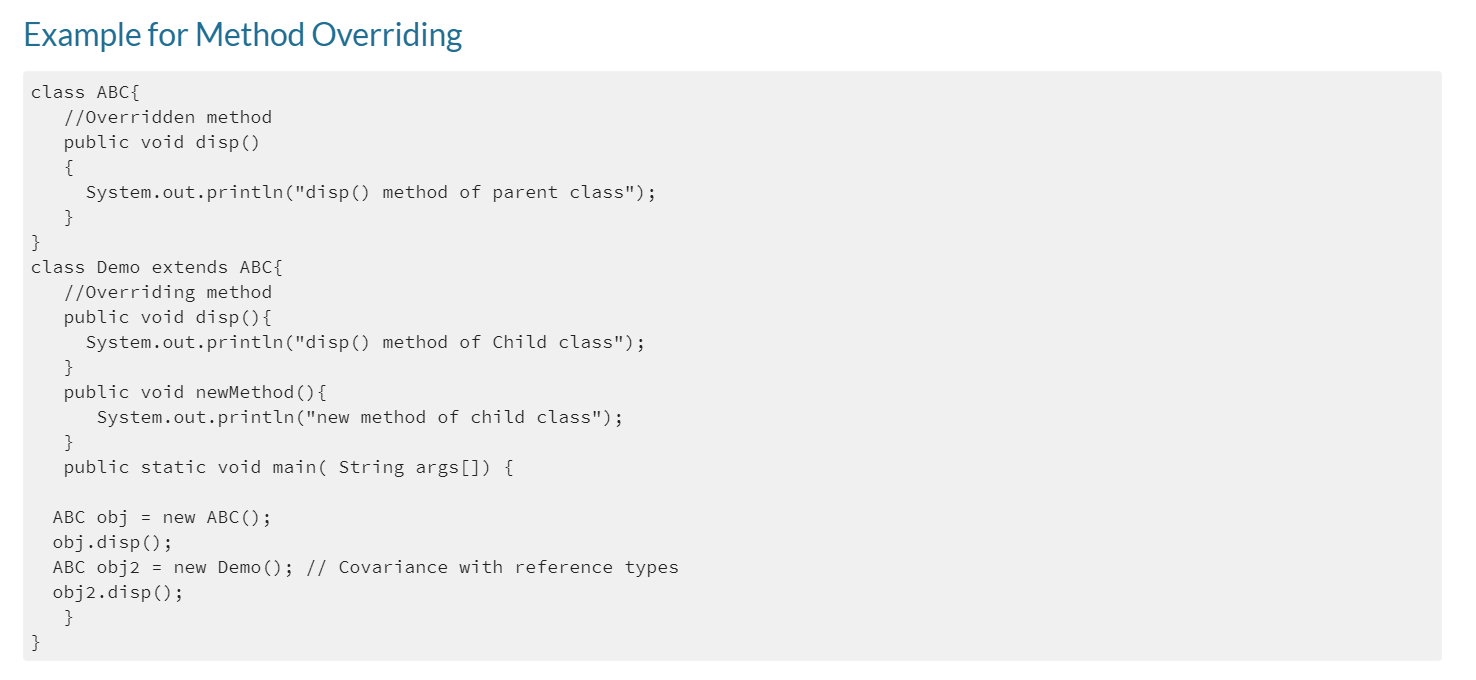 Example for Method Overriding
class ABC{
   //Overridden method
   public void disp()
   {
     System.out.println("disp() method of parent class");
   }
}
class Demo extends ABC{
   //Overriding method
   public void disp(){
     System.out.println("disp() method of Child class");
   }
   public void newMethod(){
      System.out.println("new method of child class");
   }
   public static void main( String args[]) {
  ABC obj = new ABC();
  obj.disp();
  ABC obj2 = new Demo(); // Covariance with reference types
  obj2.disp();
   }
}